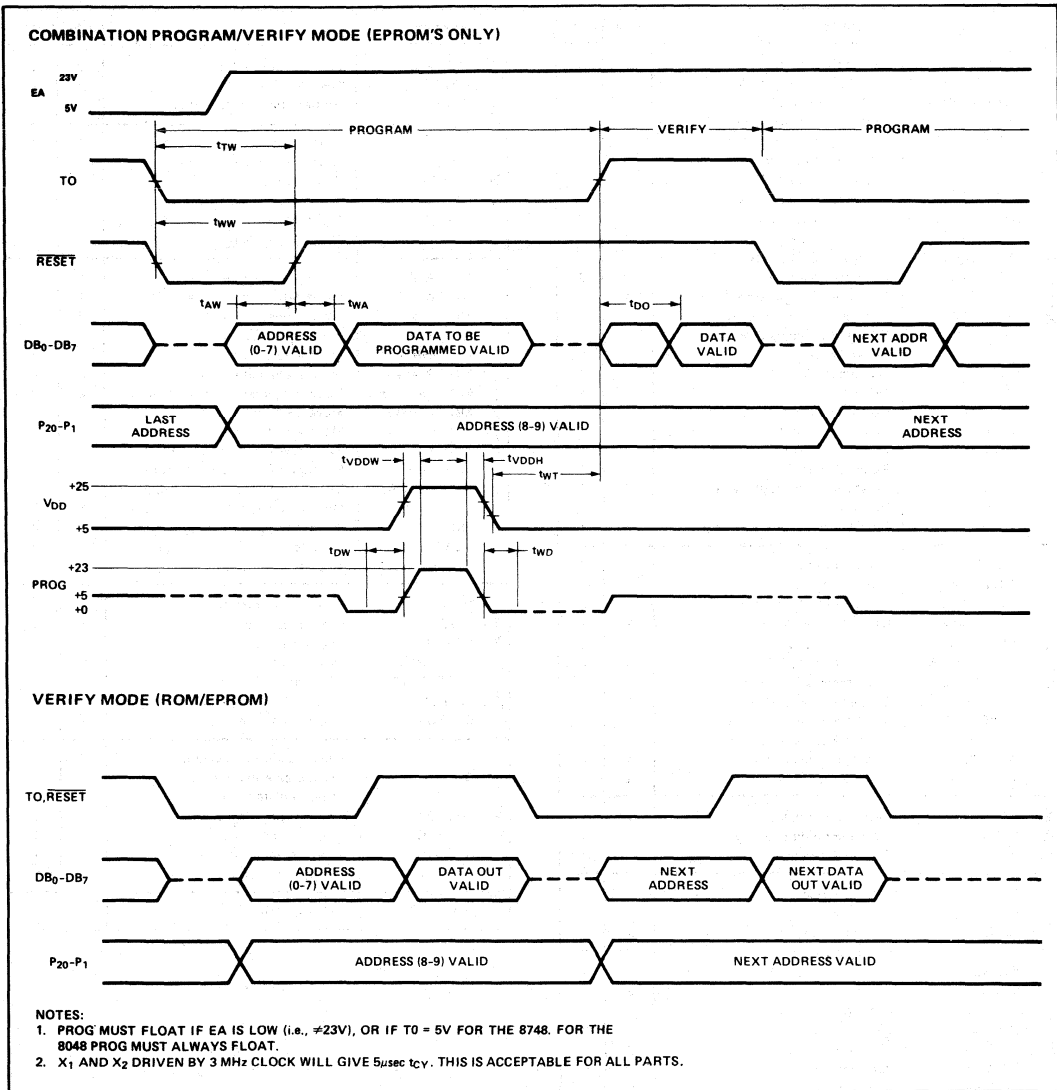 COMBINATION PROGRAM/VERIFY MODE (EPROM'S ONLY)
23V
EA
5V
PROGRAM
VERIFY
PROGRAM
tTW
TO
tWW
RESET
tAW
tWA
tDO
DB0-DB7
ADDRESS
(0-7) VALID
DATA TO BE
PROGRAMMED VALID
DATA
VALID
NEXT ADDR
VALID
P20-P1
LAST
ADDRESS
ADDRESS (8-9) VALID
NEXT
ADDRESS
tVDDW
tVDDH
tWT
+25
VDD
+5
tDW
tWD
+23
PROG
+5
+0
VERIFY MODE (ROM/EPROM)
TO,RESET
DB0-DB7
ADDRESS
(0-7) VALID
DATA OUT
VALID
NEXT
ADDRESS
NEXT DATA
OUT VALID
P20-P1
ADDRESS (8-9) VALID
NEXT ADDRESS VALID
NOTES:
1. PROG MUST FLOAT IF EA IS LOW (i.e., ≠23V), OR IF T0 = 5V FOR THE 8748. FOR THE
8048 PROG MUST ALWAYS FLOAT.
2. X1 AND X2 DRIVEN BY 3 MHz CLOCK WILL GIVE 5μsec tCY. THIS IS ACCEPTABLE FOR ALL PARTS.